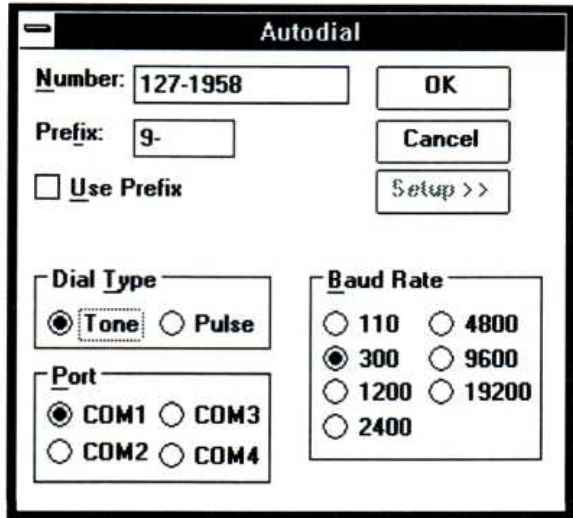 Autodial
Number: 127-1958
OK
Prefix: 9-
Cancel
Use Prefix
Setup >>
Dial Type
Tone Pulse
Port
COM1 COM3
COM2 COM4
Baud Rate
110 4800
300 9600
1200 19200
2400